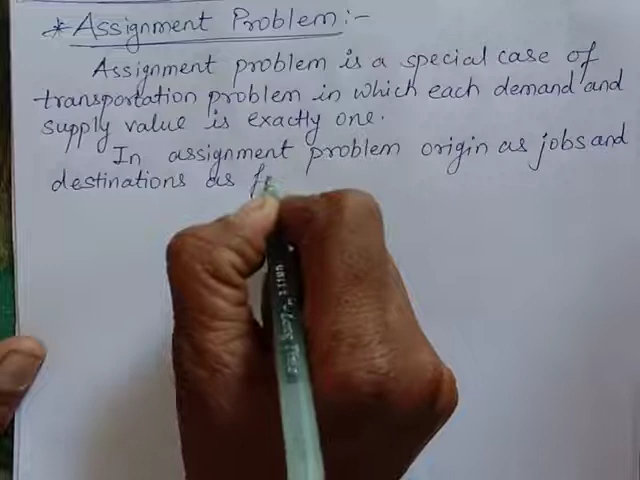 * Assignment Problem :-
Assignment problem is a special case of
transportation problem in which each demand and
supply value is exactly one.
In assignment problem origin as jobs and
destinations as